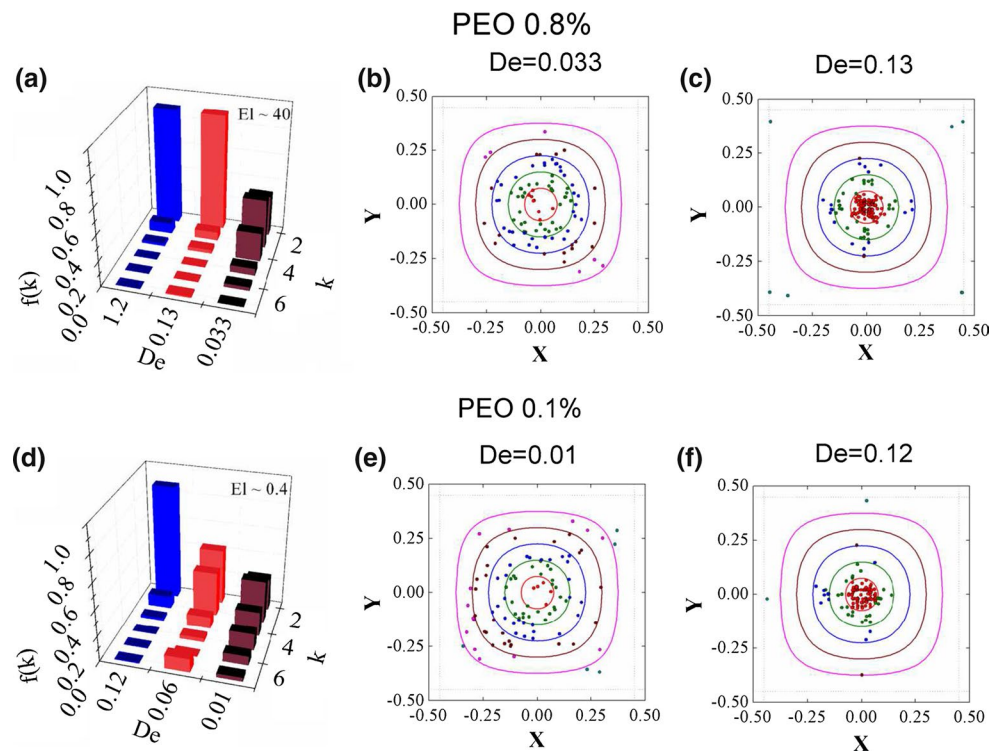 PEO 0.8%
(a)
El ~ 40
1.0
0.8
0.6
0.4
0.2
0.0
f(k)
1.2
0.13
0.033
De
2
4
6
k
(b)
De=0.033
0.50
0.25
0.00
-0.25
-0.50
Y
-0.50 -0.25 0.00 0.25 0.50
X
(c)
De=0.13
0.50
0.25
0.00
-0.25
-0.50
Y
-0.50 -0.25 0.00 0.25 0.50
X
PEO 0.1%
(d)
El ~ 0.4
1.0
0.8
0.6
0.4
0.2
0.0
f(k)
0.12
0.06
0.01
De
2
4
6
k
(e)
De=0.01
0.50
0.25
0.00
-0.25
-0.50
Y
-0.50 -0.25 0.00 0.25 0.50
X
(f)
De=0.12
0.50
0.25
0.00
-0.25
-0.50
Y
-0.50 -0.25 0.00 0.25 0.50
X